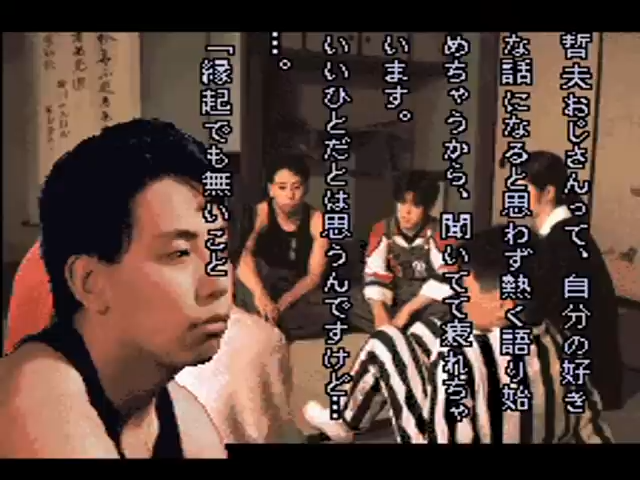 哲夫おじさんって、自分の好き
な話になると思わず熱く語り始
めちゃうから、聞いてて疲れちゃ
います。
いいひとだとは思うんですけど…
…。
「縁起でも無いこと